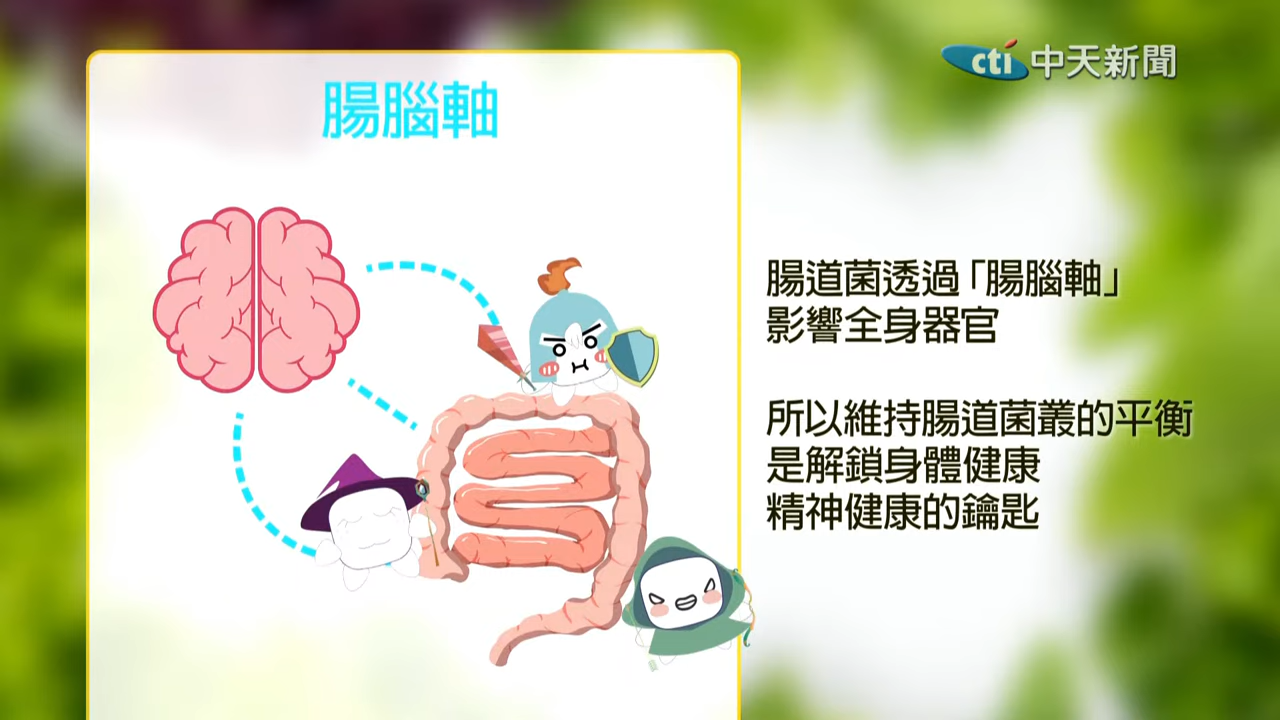 cti 中天新聞
腸腦軸
腸道菌透過「腸腦軸」
影響全身器官
所以維持腸道菌叢的平衡
是解鎖身體健康
精神健康的鑰匙